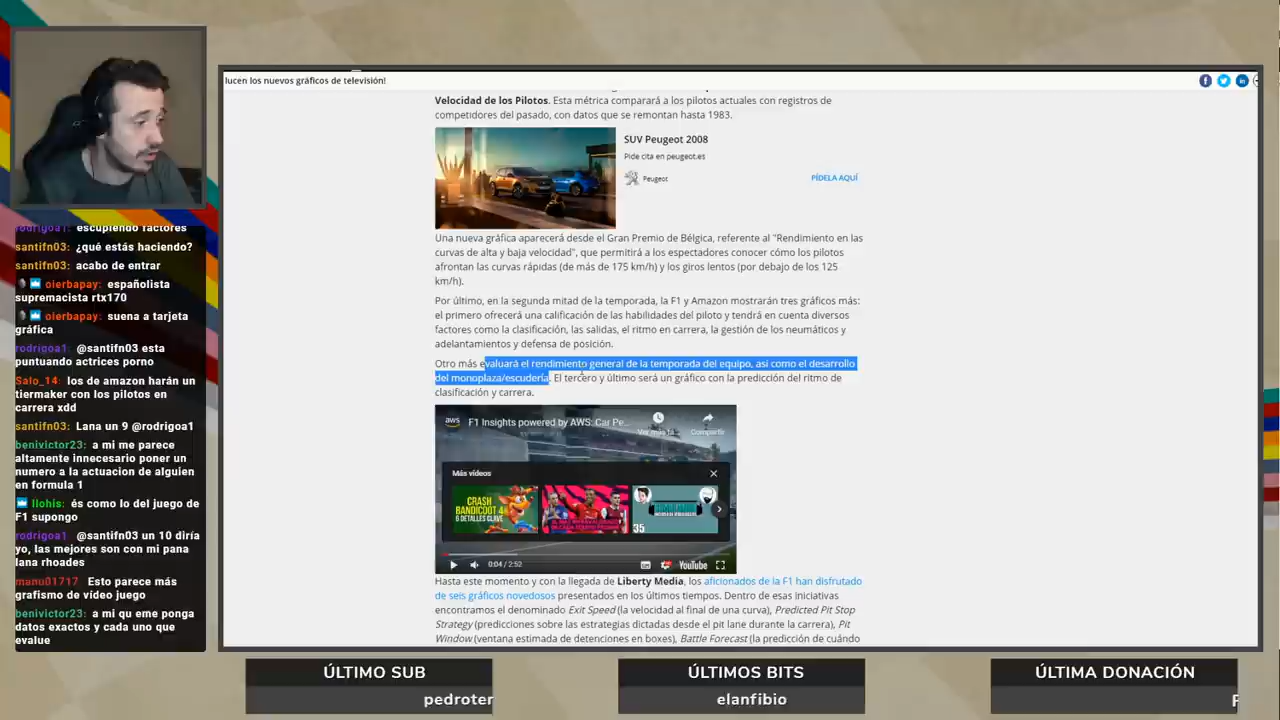 lucen los nuevos gráficos de televisión!
Velocidad de los Pilotos. Esta métrica comparará a los pilotos actuales con registros de
competidores del pasado, con datos que se remontan hasta 1983.
SUV Peugeot 2008
Pide cita en peugeot.es
Peugeot
PÍDELA AQUÍ
Una nueva gráfica aparecerá desde el Gran Premio de Bélgica, referente al "Rendimiento en las
curvas de alta y baja velocidad", que permitirá a los espectadores conocer cómo los pilotos
afrontan las curvas rápidas (de más de 175 km/h) y los giros lentos (por debajo de los 125
km/h).
Por último, en la segunda mitad de la temporada, la F1 y Amazon mostrarán tres gráficos más:
el primero ofrecerá una calificación de las habilidades del piloto y tendrá en cuenta diversos
factores como la clasificación, las salidas, el ritmo en carrera, la gestión de los neumáticos y
adelantamientos y defensa de posición.
Otro más evaluará el rendimiento general de la temporada del equipo, así como el desarrollo
del monoplaza/escudería. El tercero y último será un gráfico con la predicción del ritmo de
clasificación y carrera.
aws F1 Insights powered by AWS: Car Pe...
Ver más ta...
Compartir
Más vídeos
CRASH
BANDICOOT 4
6 DETALLES CLAVE
35
0:04 / 2:52
YouTube
Hasta este momento y con la llegada de Liberty Media, los aficionados de la F1 han disfrutado
de seis gráficos novedosos presentados en los últimos tiempos. Dentro de esas iniciativas
encontramos el denominado Exit Speed (la velocidad al final de una curva), Predicted Pit Stop
Strategy (predicciones sobre las estrategias dictadas desde el pit lane durante la carrera), Pit
Window (ventana estimada de detenciones en boxes), Battle Forecast (la predicción de cuándo
rodrigoa1: escupiendo factores
santifn03: ¿qué estás haciendo?
santifn03: acabo de entrar
oierbapay: españolista
supremacista rtx170
oierbapay: suena a tarjeta
gráfica
rodrigoa1: @santifn03 esta
puntuando actrices porno
Salo_14: los de amazon harán un
tiermaker con los pilotos en
carrera xdd
santifn03: Lana un 9 @rodrigoa1
benivictor23: a mi me parece
altamente innecesario poner un
numero a la actuacion de alguien
en formula 1
llohis: és como lo del juego de
F1 supongo
rodrigoa1: @santifn03 un 10 diría
yo, las mejores son con mi pana
lana rhoades
manu01717 Esto parece más
grafismo de vídeo juego
benivictor23: a mi qu eme ponga
datos exactos y cada uno que
evalue
ÚLTIMO SUB
pedroter
ÚLTIMOS BITS
elanfibio
ÚLTIMA DONACIÓN